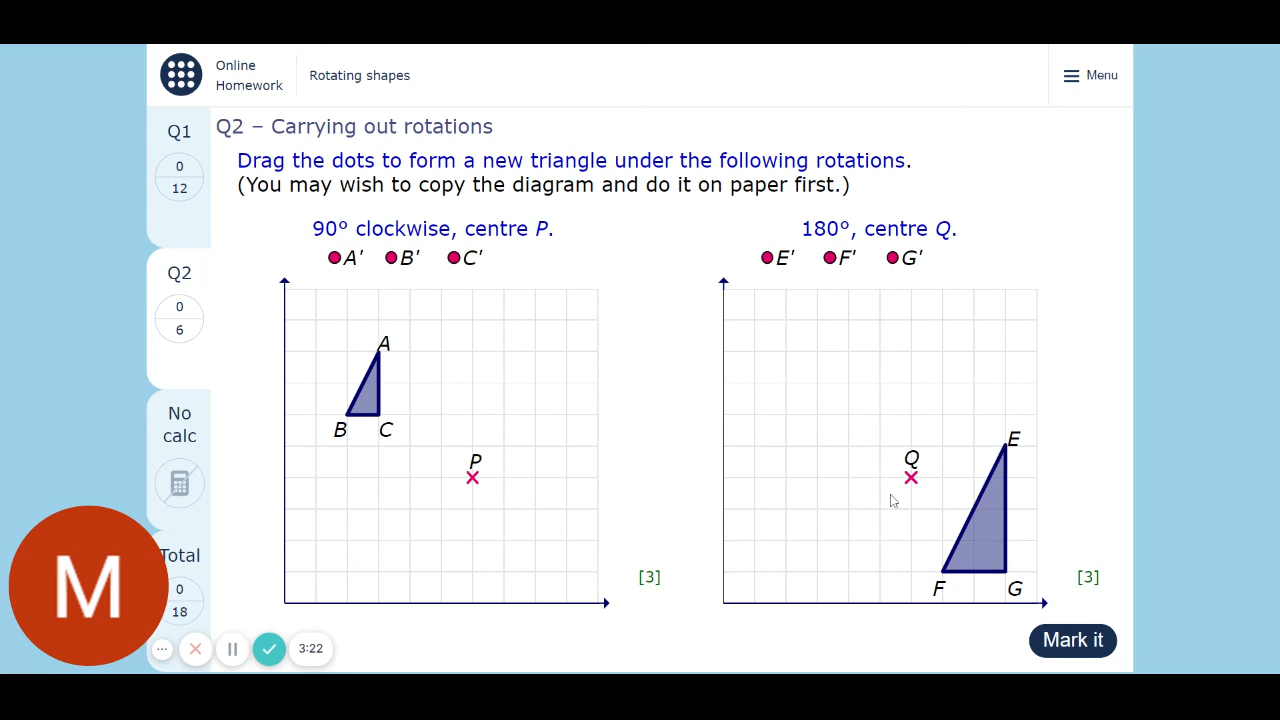 Online
Homework
Rotating shapes
Menu
Q1
0
12
Q2
0
6
No
calc
Total
0
18
Q2 – Carrying out rotations
Drag the dots to form a new triangle under the following rotations.
(You may wish to copy the diagram and do it on paper first.)
90° clockwise, centre P.
A' B' C'
A
B C
P
[3]
180°, centre Q.
E' F' G'
E
Q
F G
[3]
Mark it
M
... 3:22